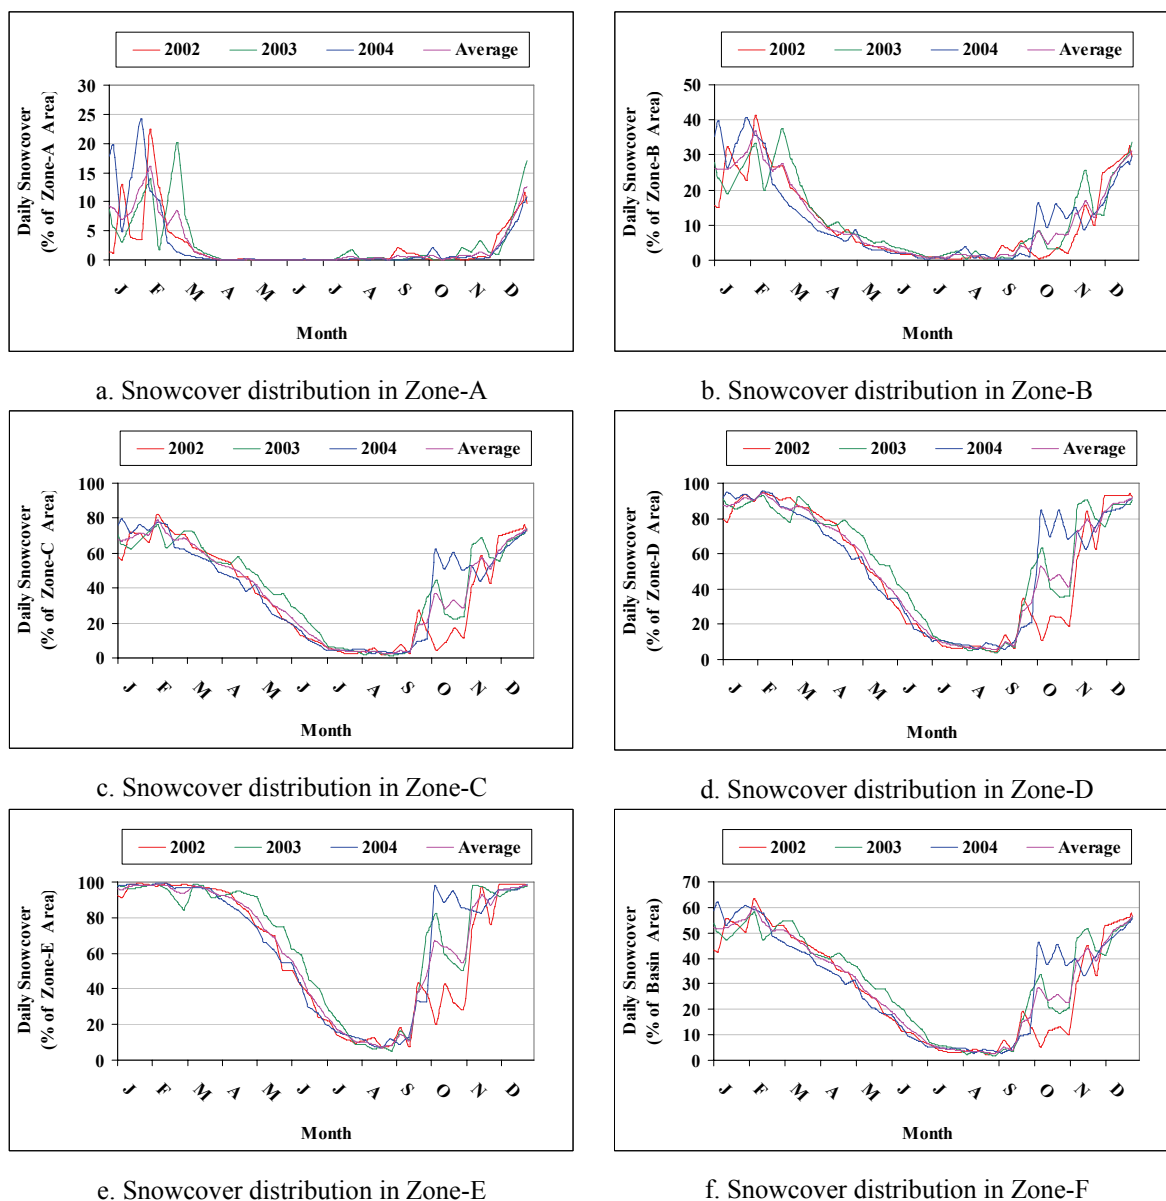 2002 2003 2004 Average
Daily Snowcover
(% of Zone-A Area)
30
25
20
15
10
5
0
J F M A M J J A S O N D
Month
a. Snowcover distribution in Zone-A
2002 2003 2004 Average
Daily Snowcover
(% of Zone-B Area)
50
40
30
20
10
0
J F M A M J J A S O N D
Month
b. Snowcover distribution in Zone-B
2002 2003 2004 Average
Daily Snowcover
(% of Zone-C Area)
100
80
60
40
20
0
J F M A M J J A S O N D
Month
c. Snowcover distribution in Zone-C
2002 2003 2004 Average
Daily Snowcover
(% of Zone-D Area)
100
80
60
40
20
0
J F M A M J J A S O N D
Month
d. Snowcover distribution in Zone-D
2002 2003 2004 Average
Daily Snowcover
(% of Zone-E Area)
100
80
60
40
20
0
J F M A M J J A S O N D
Month
e. Snowcover distribution in Zone-E
2002 2003 2004 Average
Daily Snowcover
(% of Basin Area)
70
60
50
40
30
20
10
0
J F M A M J J A S O N D
Month
f. Snowcover distribution in Zone-F